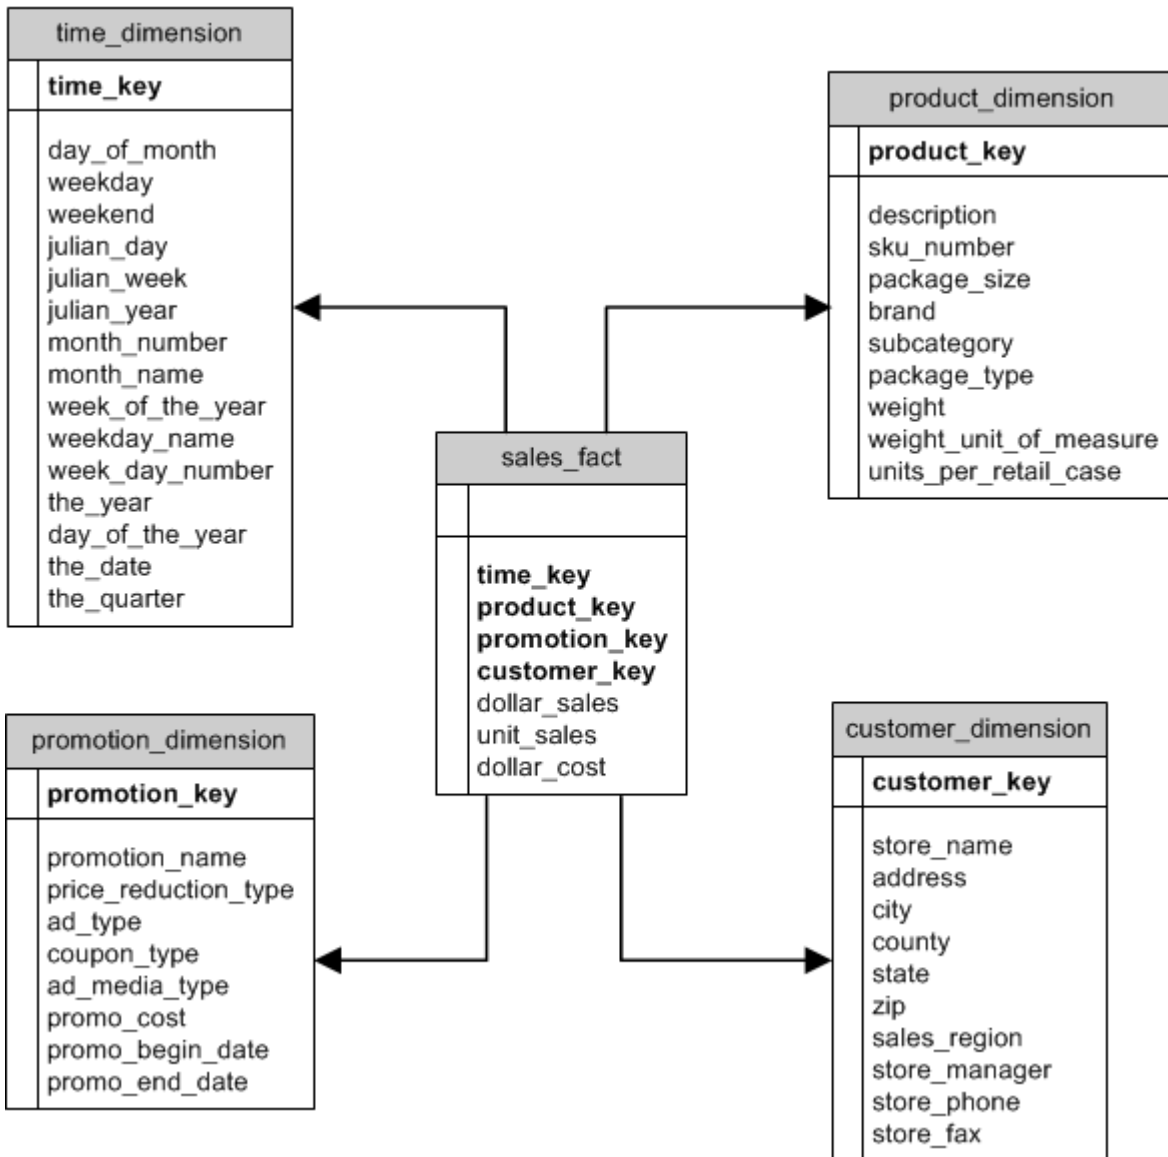 time_dimension
time_key
day_of_month
weekday
weekend
julian_day
julian_week
julian_year
month_number
month_name
week_of_the_year
weekday_name
week_day_number
the_year
day_of_the_year
the_date
the_quarter
product_dimension
product_key
description
sku_number
package_size
brand
subcategory
package_type
weight
weight_unit_of_measure
units_per_retail_case
sales_fact
time_key
product_key
promotion_key
customer_key
dollar_sales
unit_sales
dollar_cost
promotion_dimension
promotion_key
promotion_name
price_reduction_type
ad_type
coupon_type
ad_media_type
promo_cost
promo_begin_date
promo_end_date
customer_dimension
customer_key
store_name
address
city
county
state
zip
sales_region
store_manager
store_phone
store_fax